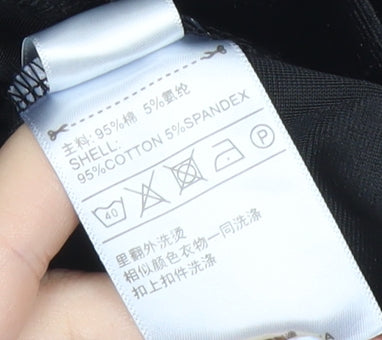 主料: 95%棉 5%氨纶
SHELL:
95%COTTON 5%SPANDEX
40 P
里翻外洗烫
相似颜色衣物一同洗涤
扣上扣件洗涤
A